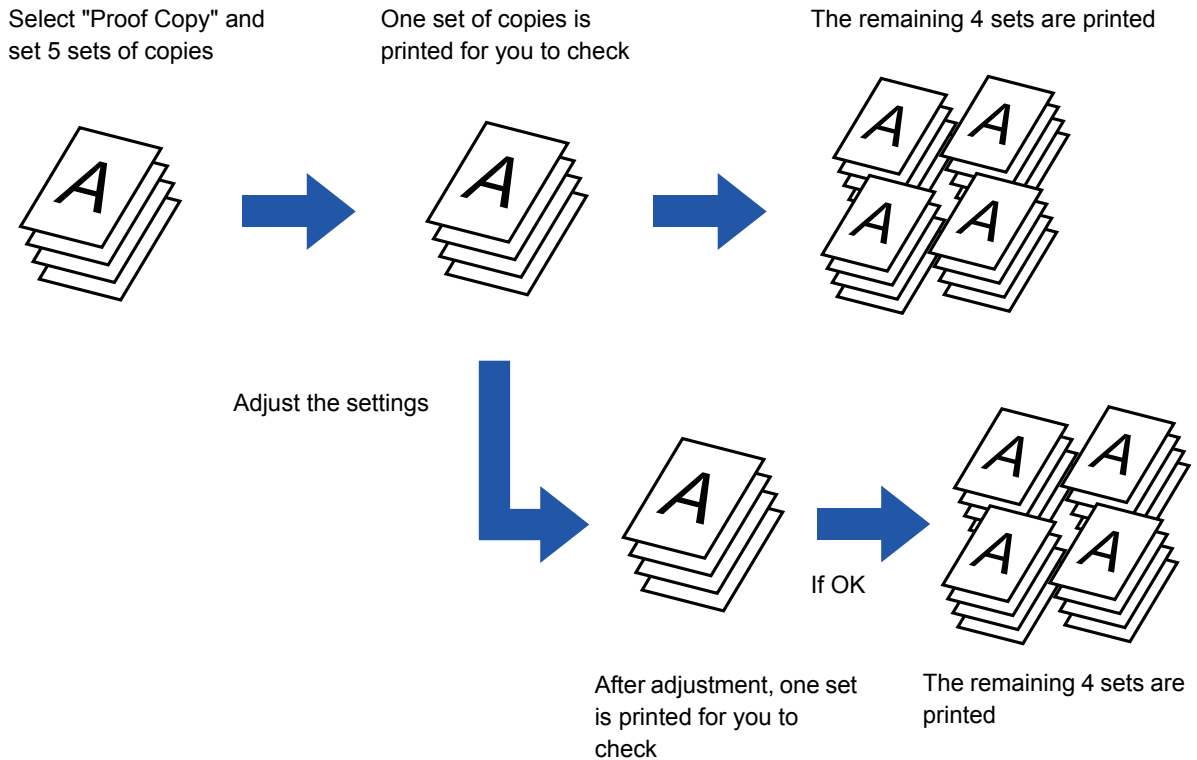 Select "Proof Copy" and
set 5 sets of copies
One set of copies is
printed for you to check
The remaining 4 sets are printed
A
A
A
A
A
A
Adjust the settings
A
If OK
A
A
A
A
After adjustment, one set
is printed for you to
check
The remaining 4 sets are
printed